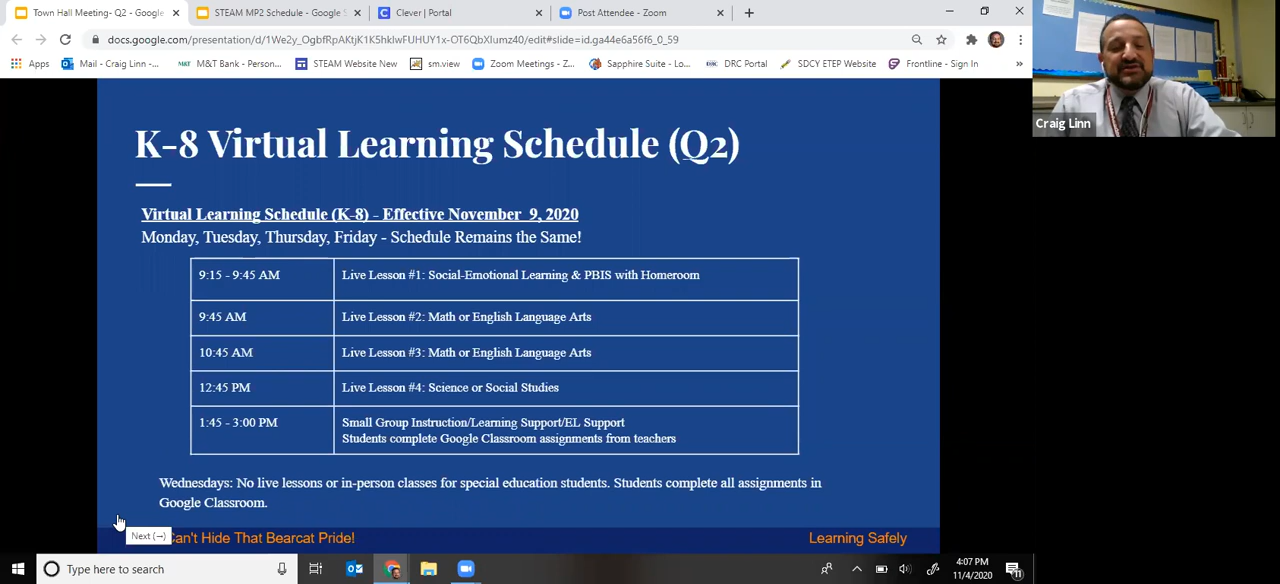 Town Hall Meeting- Q2 - Google
STEAM MP2 Schedule - Google S
Clever | Portal
Post Attendee - Zoom
docs.google.com/presentation/d/1We2y_OgbfRpAKtjK1K5hkIwFUHUY1x-OT6QbXIumz40/edit#slide=id.ga44e6a56f6_0_59
Apps
Mail - Craig Linn -...
M&T Bank - Person...
STEAM Website New
sm.view
Zoom Meetings - Z...
Sapphire Suite - Lo...
DRC Portal
SDCY ETEP Website
Frontline - Sign In
»
Craig Linn
K-8 Virtual Learning Schedule (Q2)
Virtual Learning Schedule (K-8) - Effective November 9, 2020
Monday, Tuesday, Thursday, Friday - Schedule Remains the Same!
9:15 - 9:45 AM
Live Lesson #1: Social-Emotional Learning & PBIS with Homeroom
9:45 AM
Live Lesson #2: Math or English Language Arts
10:45 AM
Live Lesson #3: Math or English Language Arts
12:45 PM
Live Lesson #4: Science or Social Studies
1:45 - 3:00 PM
Small Group Instruction/Learning Support/EL Support
Students complete Google Classroom assignments from teachers
Wednesdays: No live lessons or in-person classes for special education students. Students complete all assignments in
Google Classroom.
Next (→)
Can't Hide That Bearcat Pride!
Learning Safely
Type here to search
4:07 PM
11/4/2020